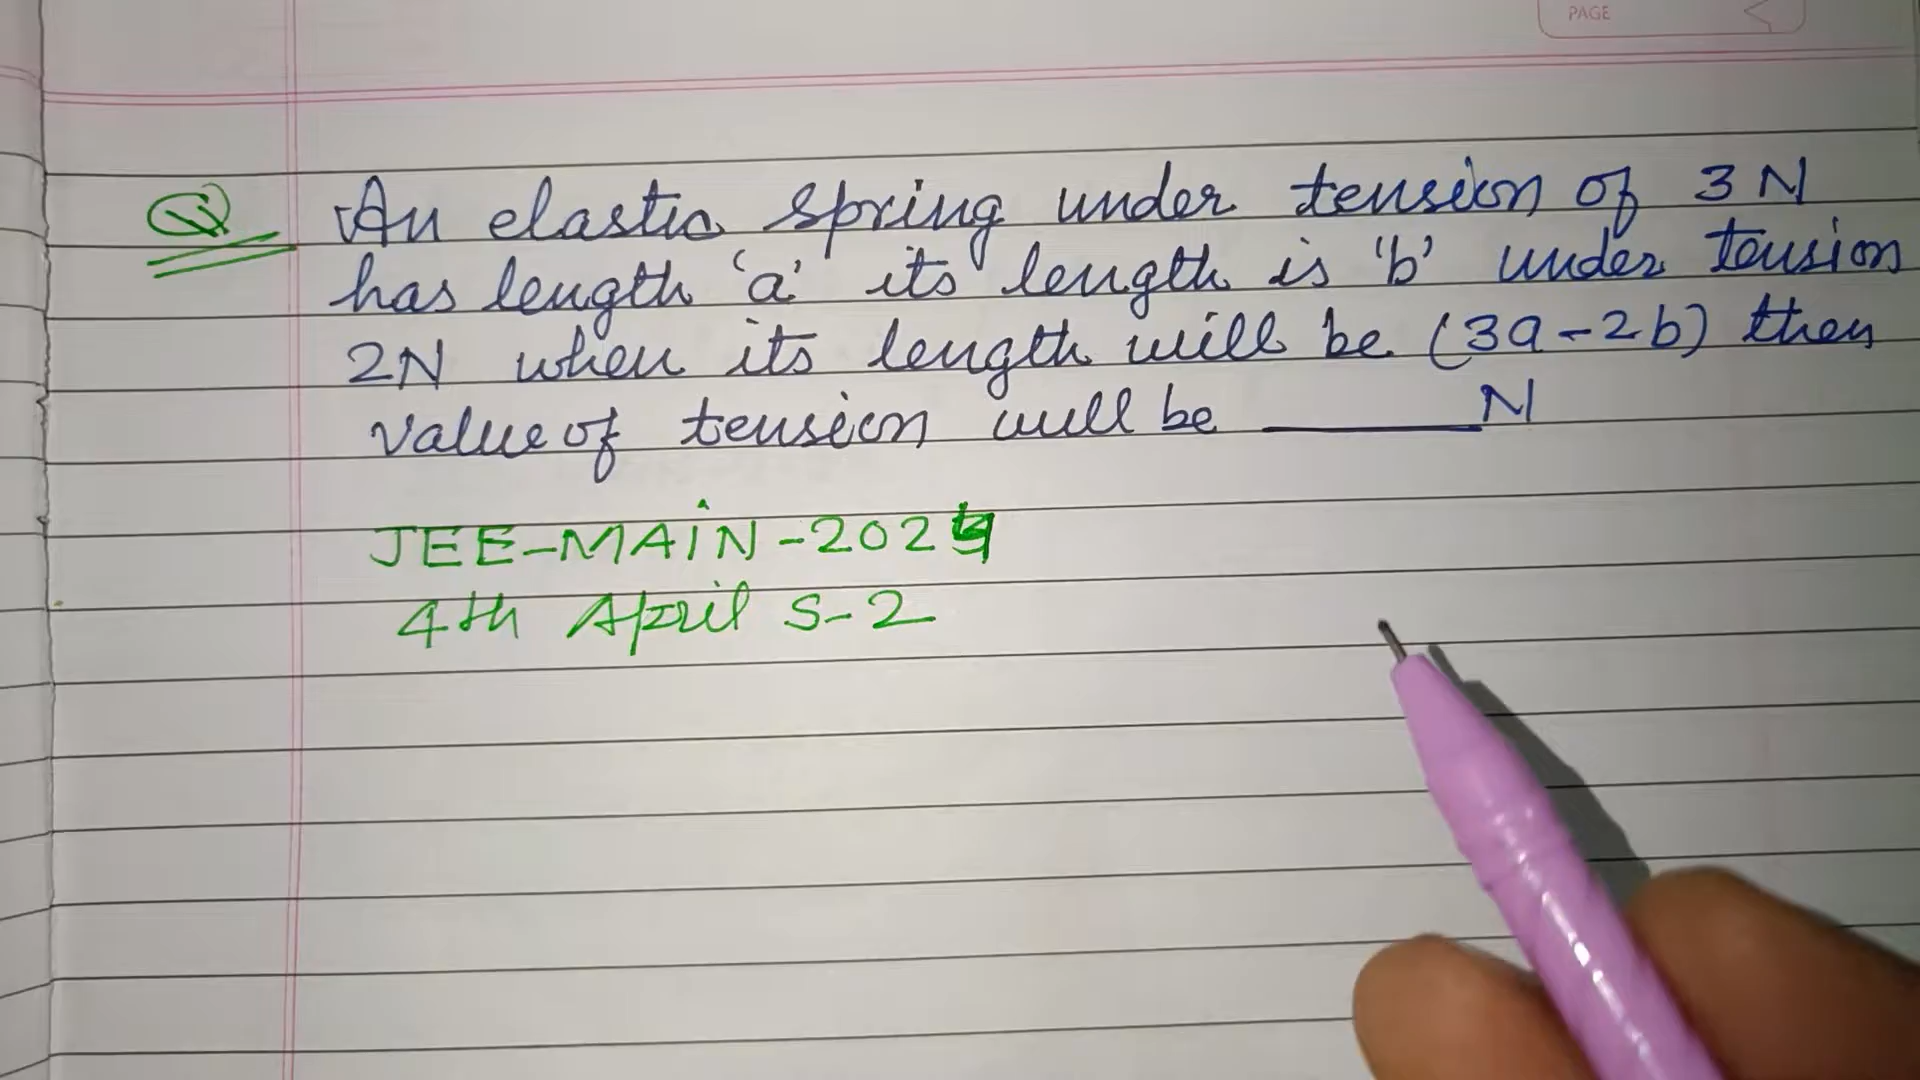 PAGE
Q An elastic spring under tension of 3N
has length 'a' its length is 'b' under tension
2N when its length will be (3a-2b) then
value of tension will be ______ N
JEE-MAIN-2024
4th April S-2